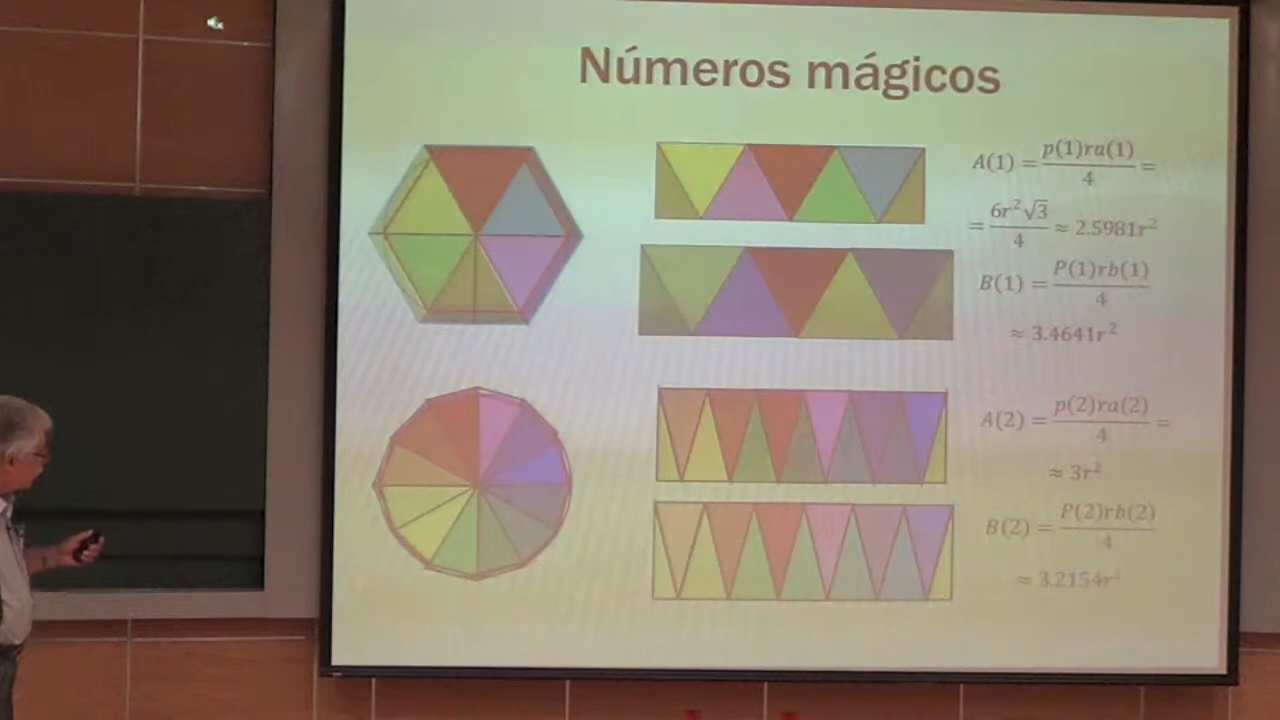 Números mágicos
A(1) = p(1)ra(1)/4 =
= 6r²√3/4 ≈ 2.5981r²
B(1) = P(1)rb(1)/4
≈ 3.4641r²
A(2) = p(2)ra(2)/4 =
≈ 3r²
B(2) = P(2)rb(2)/4
≈ 3.2154r²